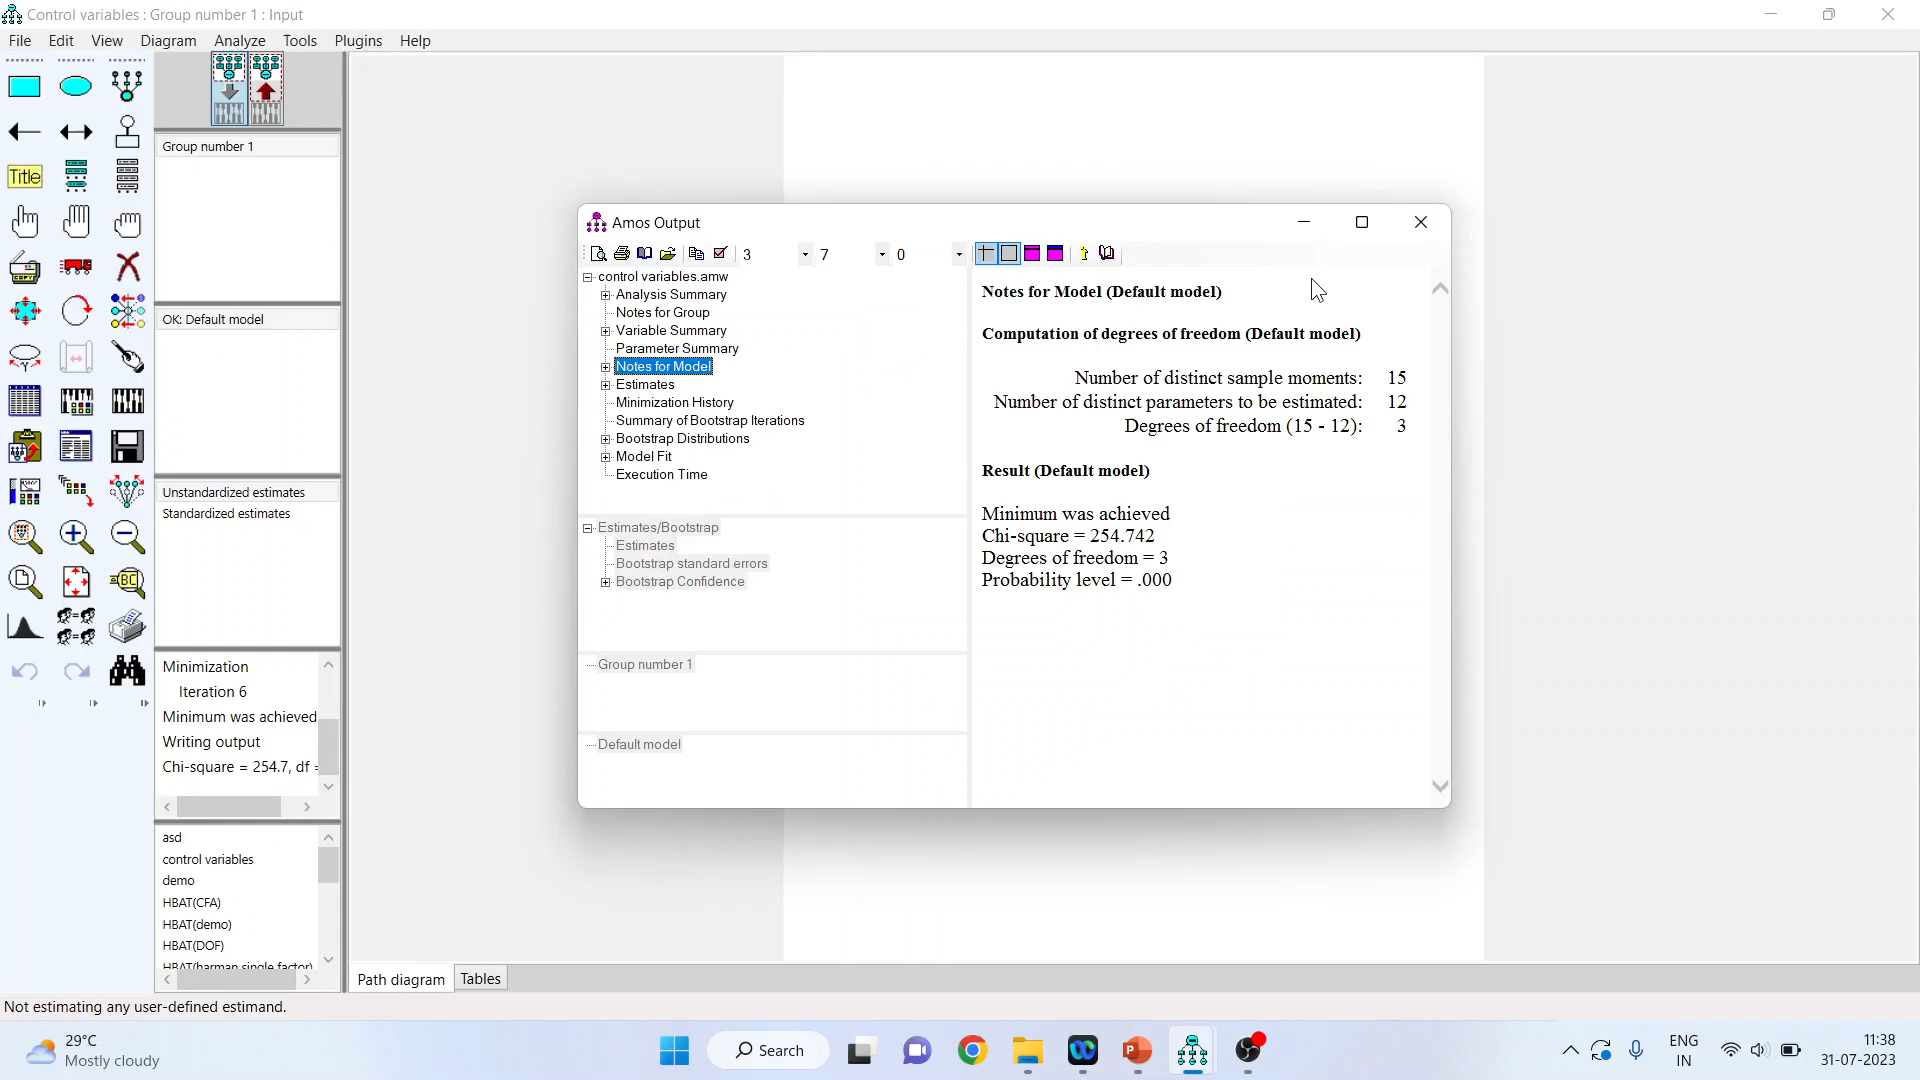 Control variables : Group number 1 : Input
File Edit View Diagram Analyze Tools Plugins Help
Title
Group number 1
OK: Default model
Unstandardized estimates
Standardized estimates
Minimization
Iteration 6
Minimum was achieved
Writing output
Chi-square = 254.7, df =
asd
control variables
demo
HBAT(CFA)
HBAT(demo)
HBAT(DOF)
HBAT(harman single factor)
Amos Output
3 7 0
control variables.amw
Analysis Summary
Notes for Group
Variable Summary
Parameter Summary
Notes for Model
Estimates
Minimization History
Summary of Bootstrap Iterations
Bootstrap Distributions
Model Fit
Execution Time
Estimates/Bootstrap
Estimates
Bootstrap standard errors
Bootstrap Confidence
Group number 1
Default model
Notes for Model (Default model)
Computation of degrees of freedom (Default model)
Number of distinct sample moments: 15
Number of distinct parameters to be estimated: 12
Degrees of freedom (15 - 12): 3
Result (Default model)
Minimum was achieved
Chi-square = 254.742
Degrees of freedom = 3
Probability level = .000
Path diagram Tables
Not estimating any user-defined estimand.
29°C
Mostly cloudy
Search
ENG
IN
11:38
31-07-2023